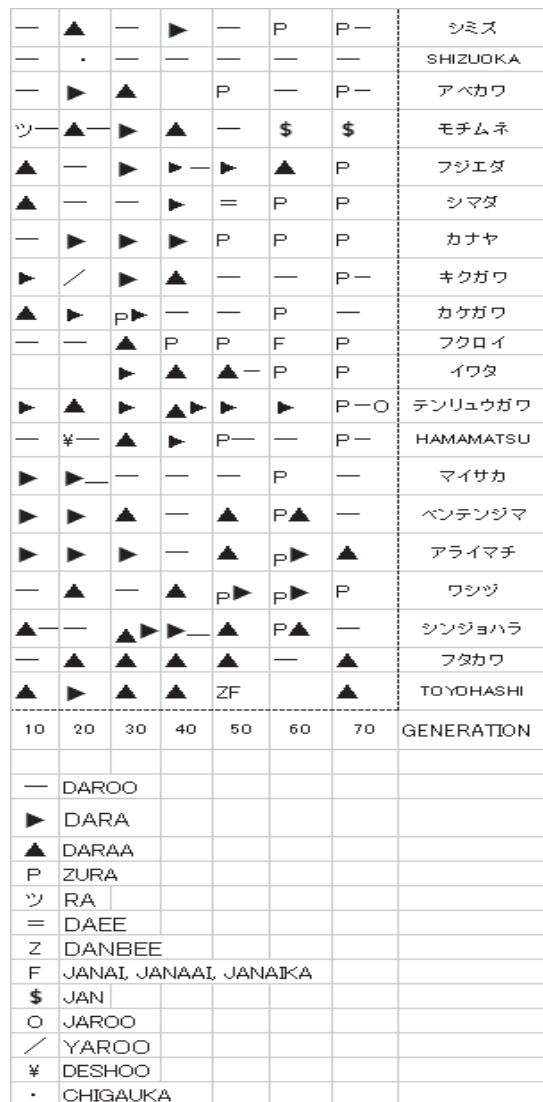 — ▲ — ▶ — P P— シミズ
— ・ — — — — — SHIZUOKA
— ▶ ▲ P — P— アベカワ
ツ— ▲— ▶ ▲ — $ $ モチムネ
▲ — ▶ ▶— ▶ ▲ P フジエダ
▲ — — ▶ = P P シマダ
— ▶ ▶ ▶ P P P カナヤ
▶ / ▶ ▲ — — P— キクガワ
▲ ▶ P▶ — — P — カケガワ
— — ▲ P P F P フクロイ
▶ ▲ ▲— P P イワタ
▶ ▲ ▶ ▲▶ ▶ ▶ P—O テンリュウガワ
— ¥— ▲ ▶ P— — P— HAMAMATSU
▶ ▶— — — — P — マイサカ
▶ ▶ ▲ — ▲ P▲ — ベンテンジマ
▶ ▶ ▶ — ▲ P▶ ▲ アライマチ
— ▲ — ▲ P▶ P▶ P ワシヅ
▲— — ▲▶ ▶— ▲ P▲ — シンジョハラ
— ▲ ▲ ▲ ▲ — ▲ フタカワ
▲ ▶ ▲ ▲ ZF ▲ TOYOHASHI
10 20 30 40 50 60 70 GENERATION
— DAROO
▶ DARA
▲ DARAA
P ZURA
ツ RA
= DAEE
Z DANBEE
F JANAI, JANAAI, JANAIKA
$ JAN
O JAROO
/ YAROO
¥ DESHOO
・ CHIGAUKA